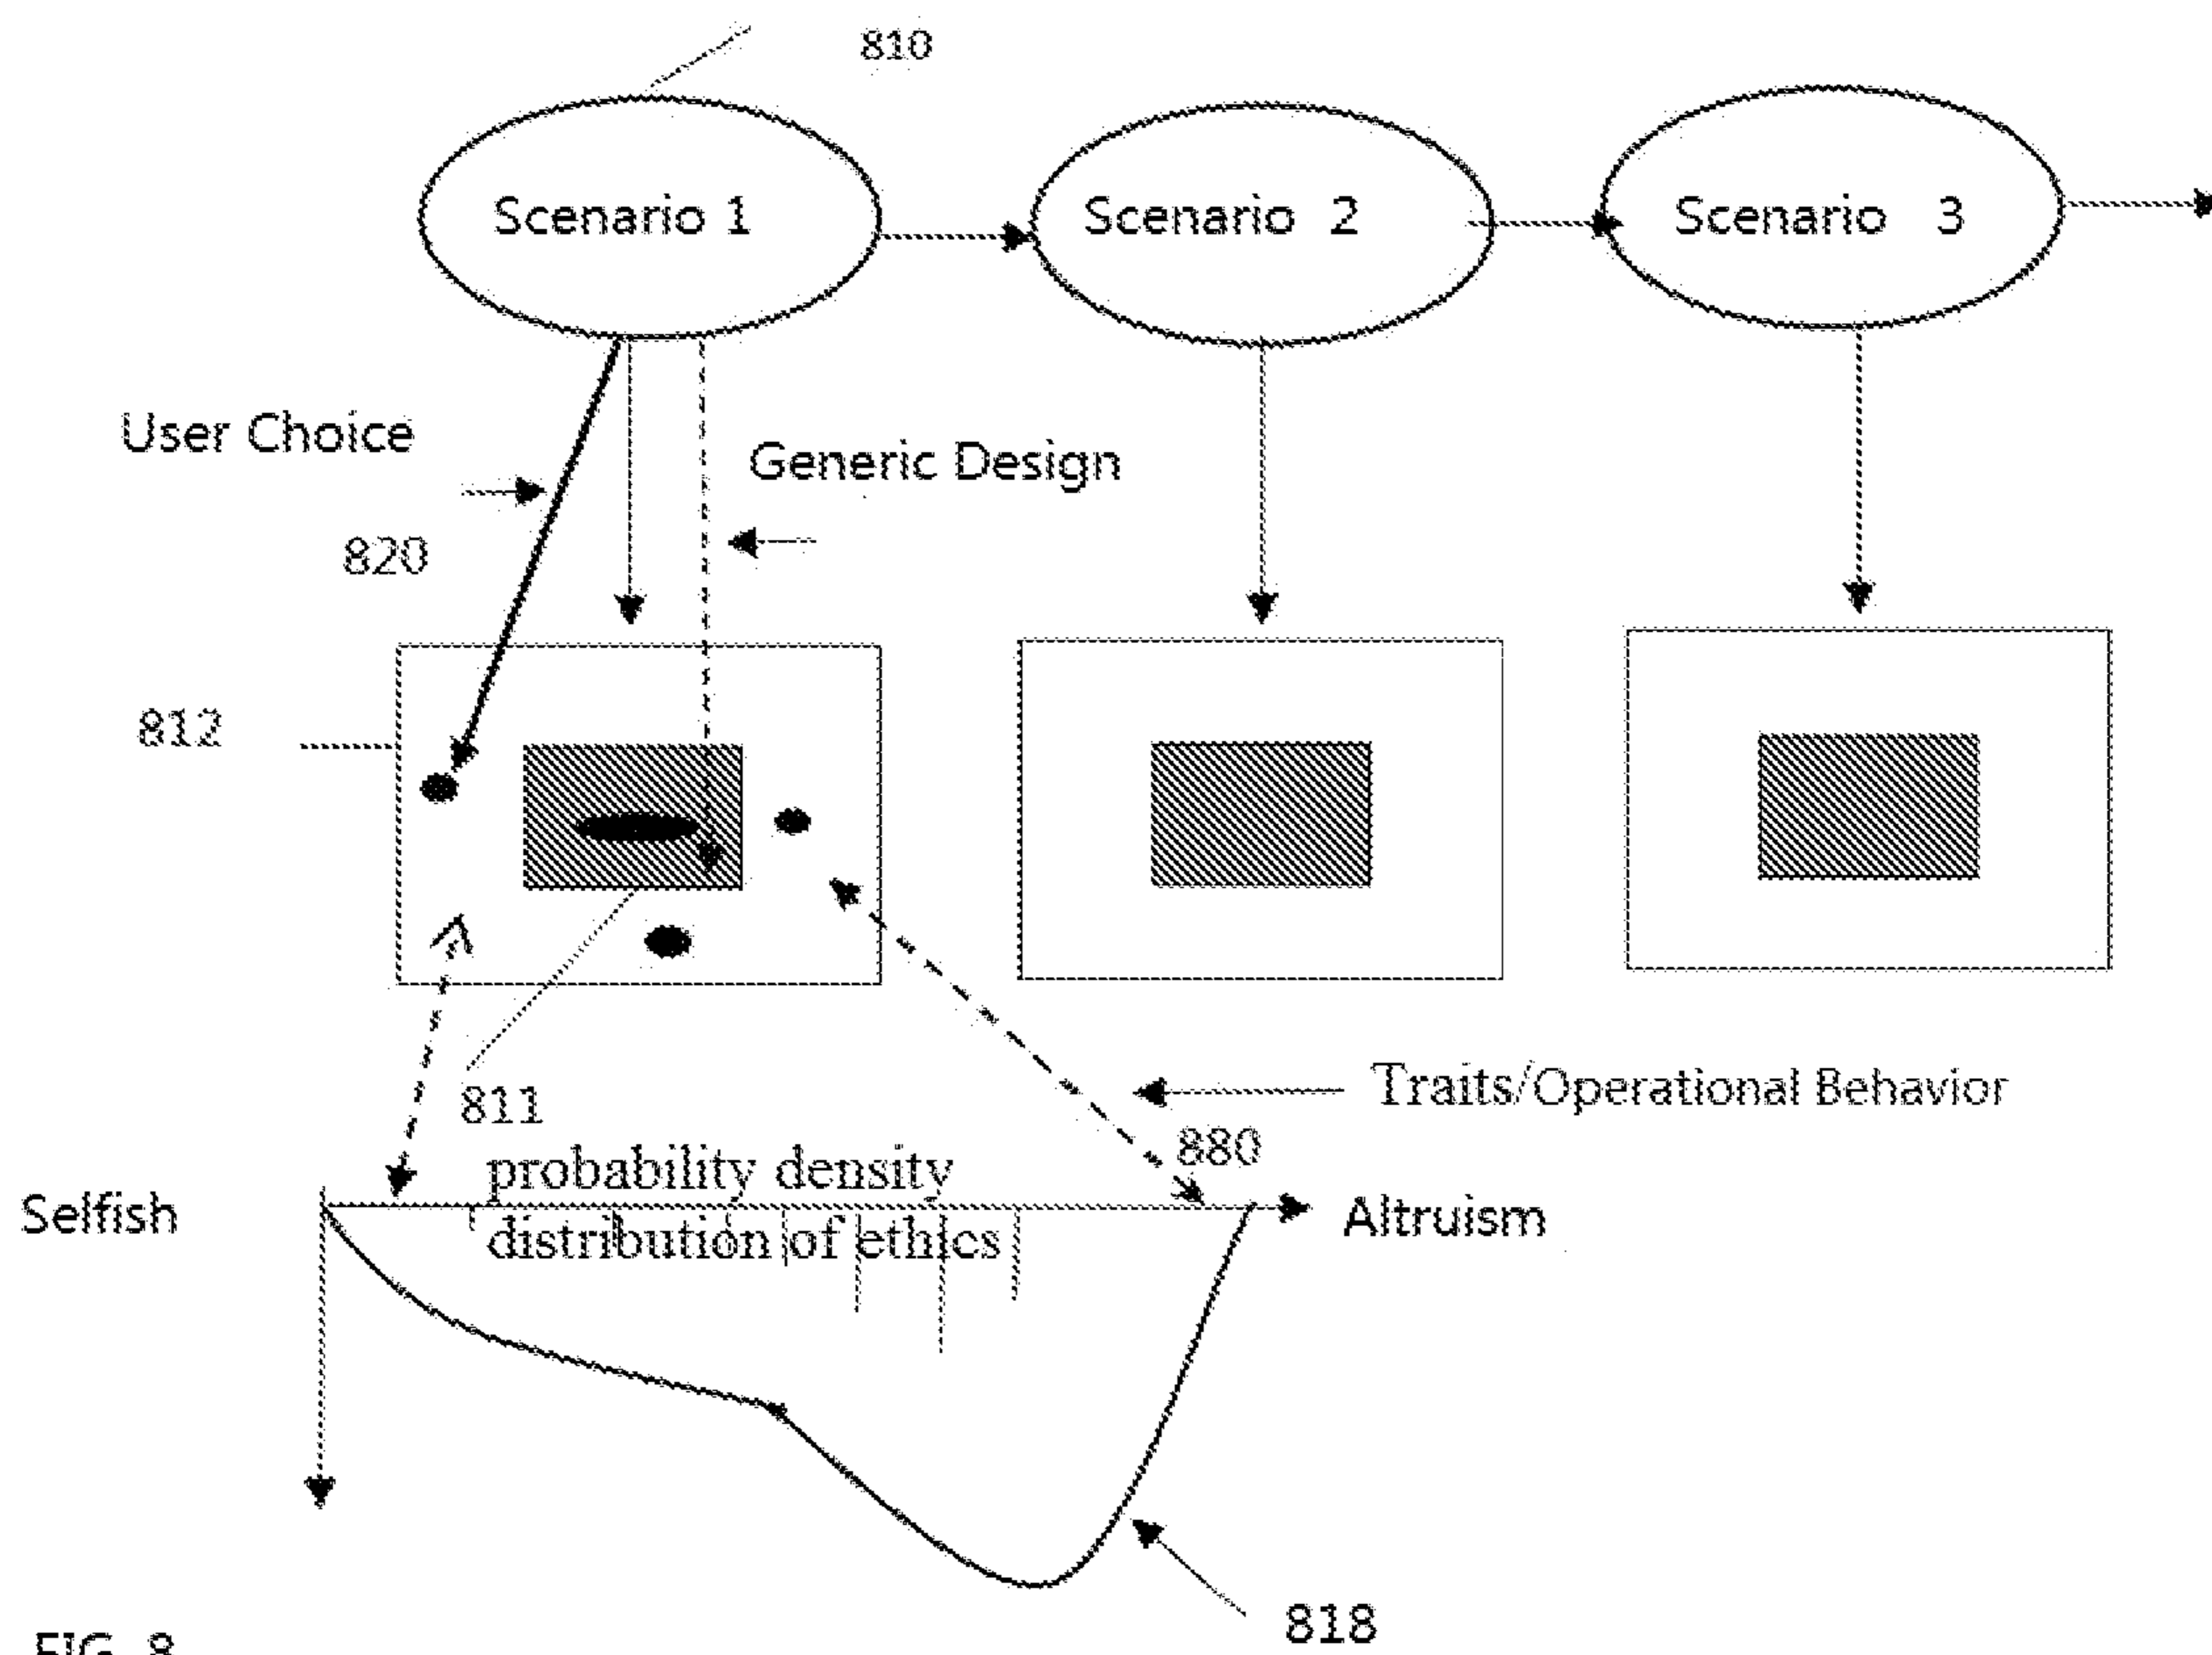 810
Scenario 1
Scenario 2
Scenario 3
User Choice
Generic Design
820
812
811
Traits/Operational Behavior
880
probability density
distribution of ethics
Selfish
Altruism
818
FIG. 8